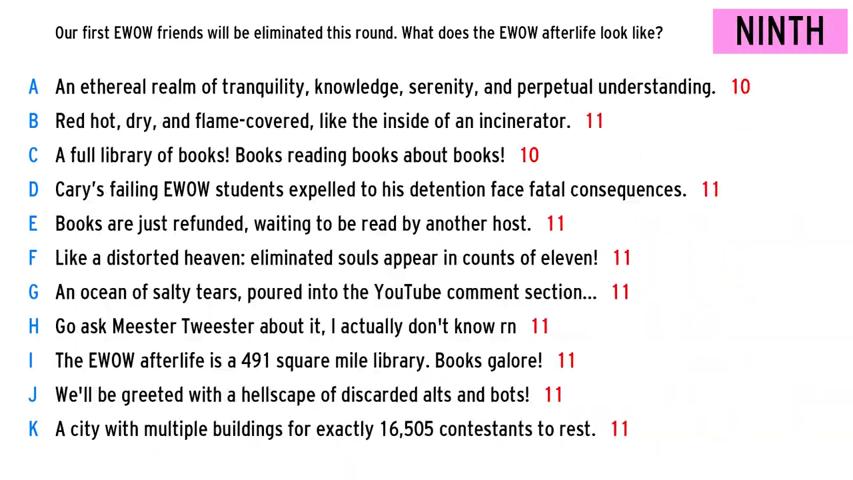 Our first EWOW friends will be eliminated this round. What does the EWOW afterlife look like?
NINTH
A An ethereal realm of tranquility, knowledge, serenity, and perpetual understanding. 10
B Red hot, dry, and flame-covered, like the inside of an incinerator. 11
C A full library of books! Books reading books about books! 10
D Cary's failing EWOW students expelled to his detention face fatal consequences. 11
E Books are just refunded, waiting to be read by another host. 11
F Like a distorted heaven: eliminated souls appear in counts of eleven! 11
G An ocean of salty tears, poured into the YouTube comment section... 11
H Go ask Meester Tweester about it, I actually don't know rn 11
I The EWOW afterlife is a 491 square mile library. Books galore! 11
J We'll be greeted with a hellscape of discarded alts and bots! 11
K A city with multiple buildings for exactly 16,505 contestants to rest. 11